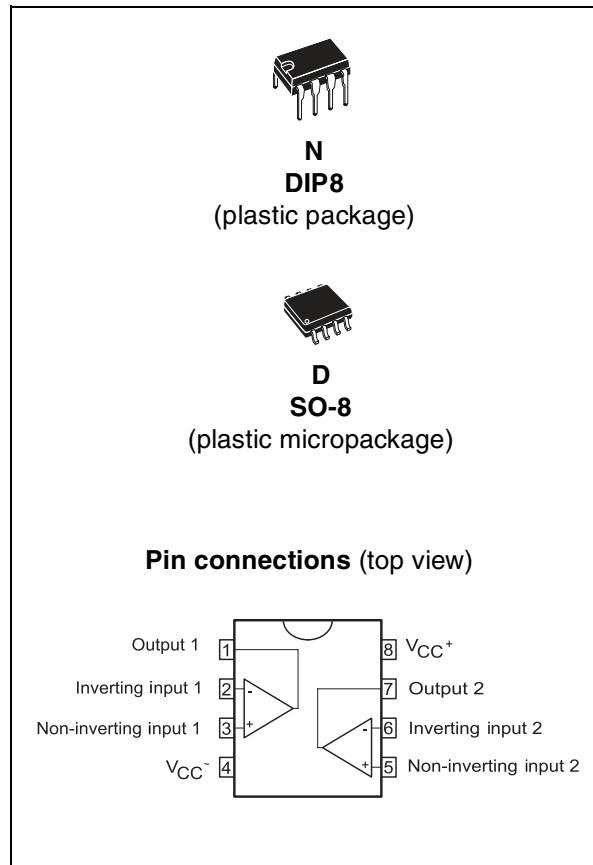 N
DIP8
(plastic package)
D
SO-8
(plastic micropackage)
Pin connections (top view)
Output 1 1
Inverting input 1 2 -
Non-inverting input 1 3 +
VCC- 4
8 VCC+
7 Output 2
- 6 Inverting input 2
+ 5 Non-inverting input 2